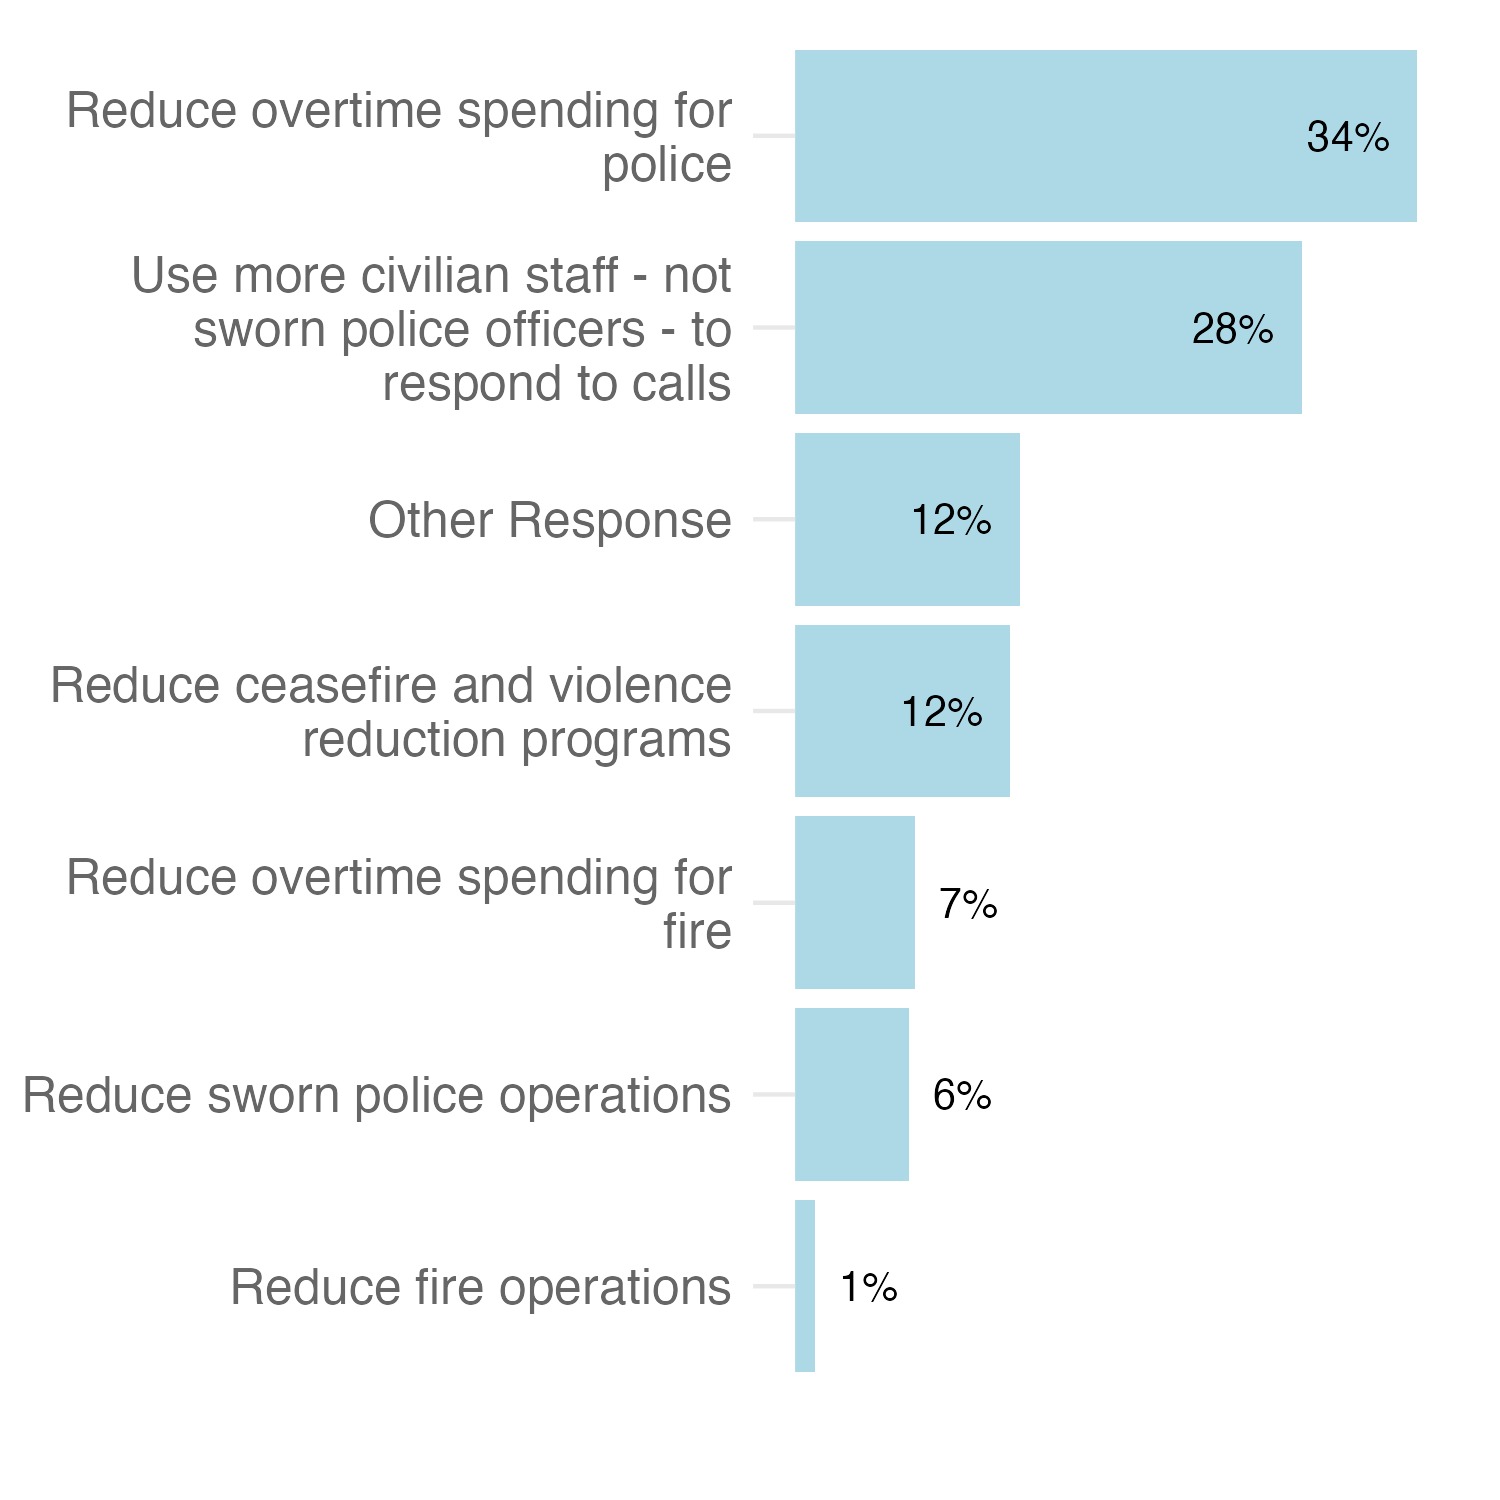 Reduce overtime spending for
police
34%
Use more civilian staff - not
sworn police officers - to
respond to calls
28%
Other Response
12%
Reduce ceasefire and violence
reduction programs
12%
Reduce overtime spending for
fire
7%
Reduce sworn police operations
6%
Reduce fire operations
1%